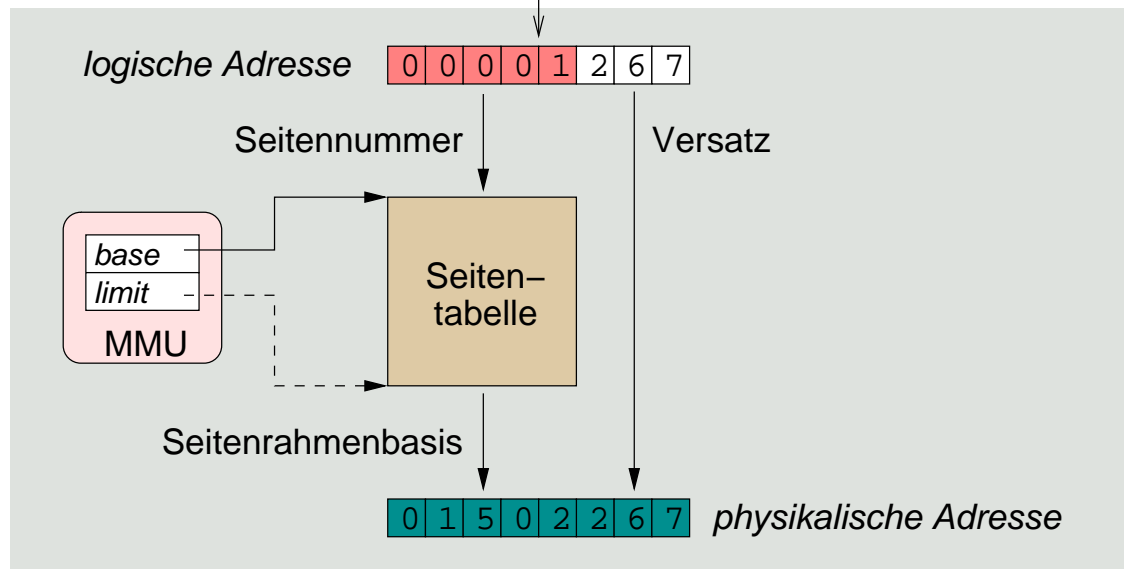 logische Adresse 0 0 0 0 1 2 6 7
Seitennummer Versatz
base
limit
MMU
Seiten–
tabelle
Seitenrahmenbasis
0 1 5 0 2 2 6 7 physikalische Adresse